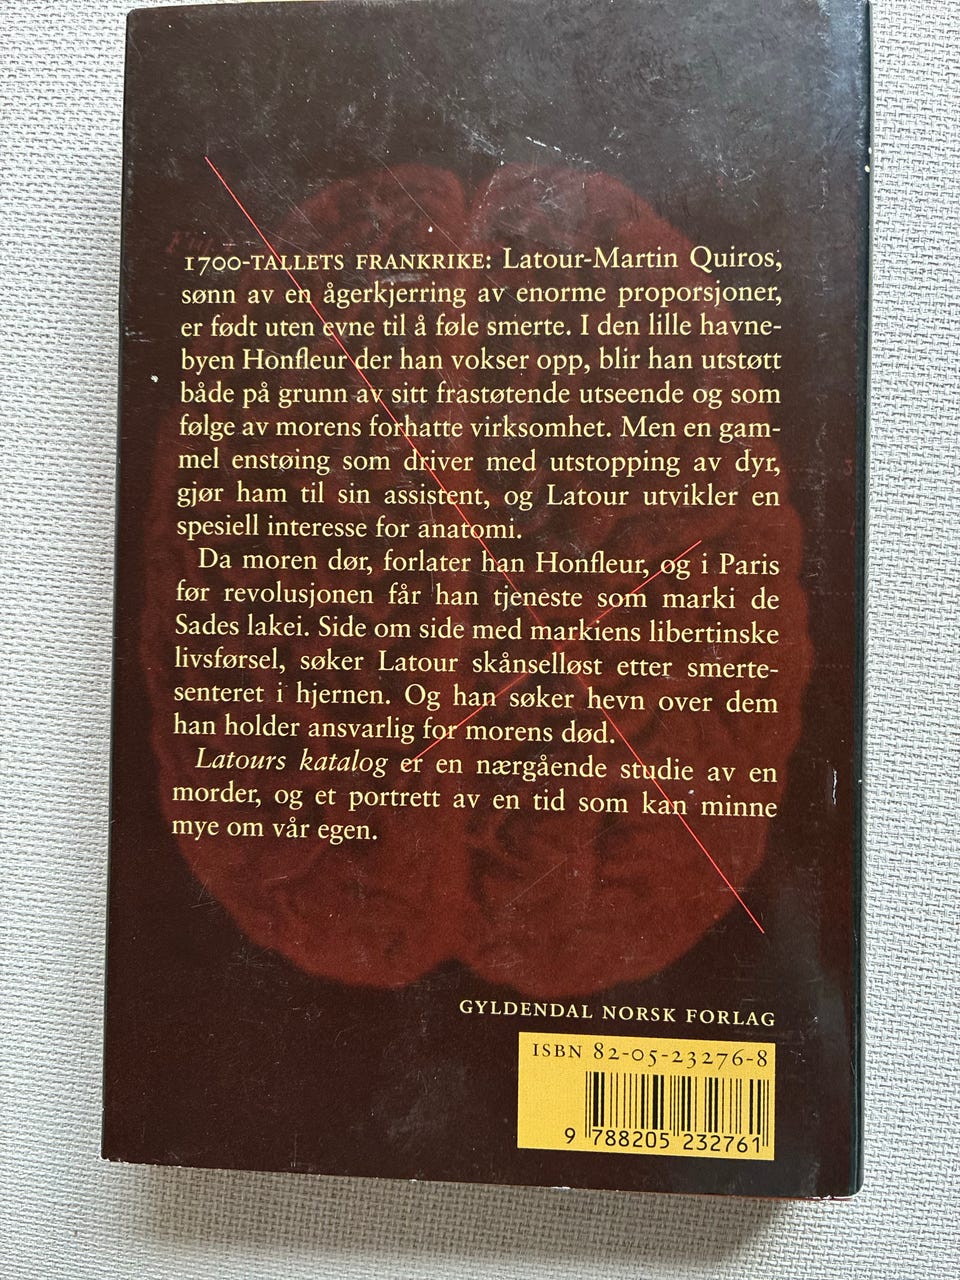 1700-TALLETS FRANKRIKE: Latour-Martin Quiros,
sønn av en ågerkjerring av enorme proporsjoner,
er født uten evne til å føle smerte. I den lille havne-
byen Honfleur der han vokser opp, blir han utstøtt
både på grunn av sitt frastøtende utseende og som
følge av morens forhatte virksomhet. Men en gam-
mel enstøing som driver med utstopping av dyr,
gjør ham til sin assistent, og Latour utvikler en
spesiell interesse for anatomi.
Da moren dør, forlater han Honfleur, og i Paris
før revolusjonen får han tjeneste som marki de
Sades lakei. Side om side med markiens libertinske
livsførsel, søker Latour skånselløst etter smerte-
senteret i hjernen. Og han søker hevn over dem
han holder ansvarlig for morens død.
Latours katalog er en nærgående studie av en
morder, og et portrett av en tid som kan minne
mye om vår egen.
GYLDENDAL NORSK FORLAG
ISBN 82-05-23276-8
9 788205 232761